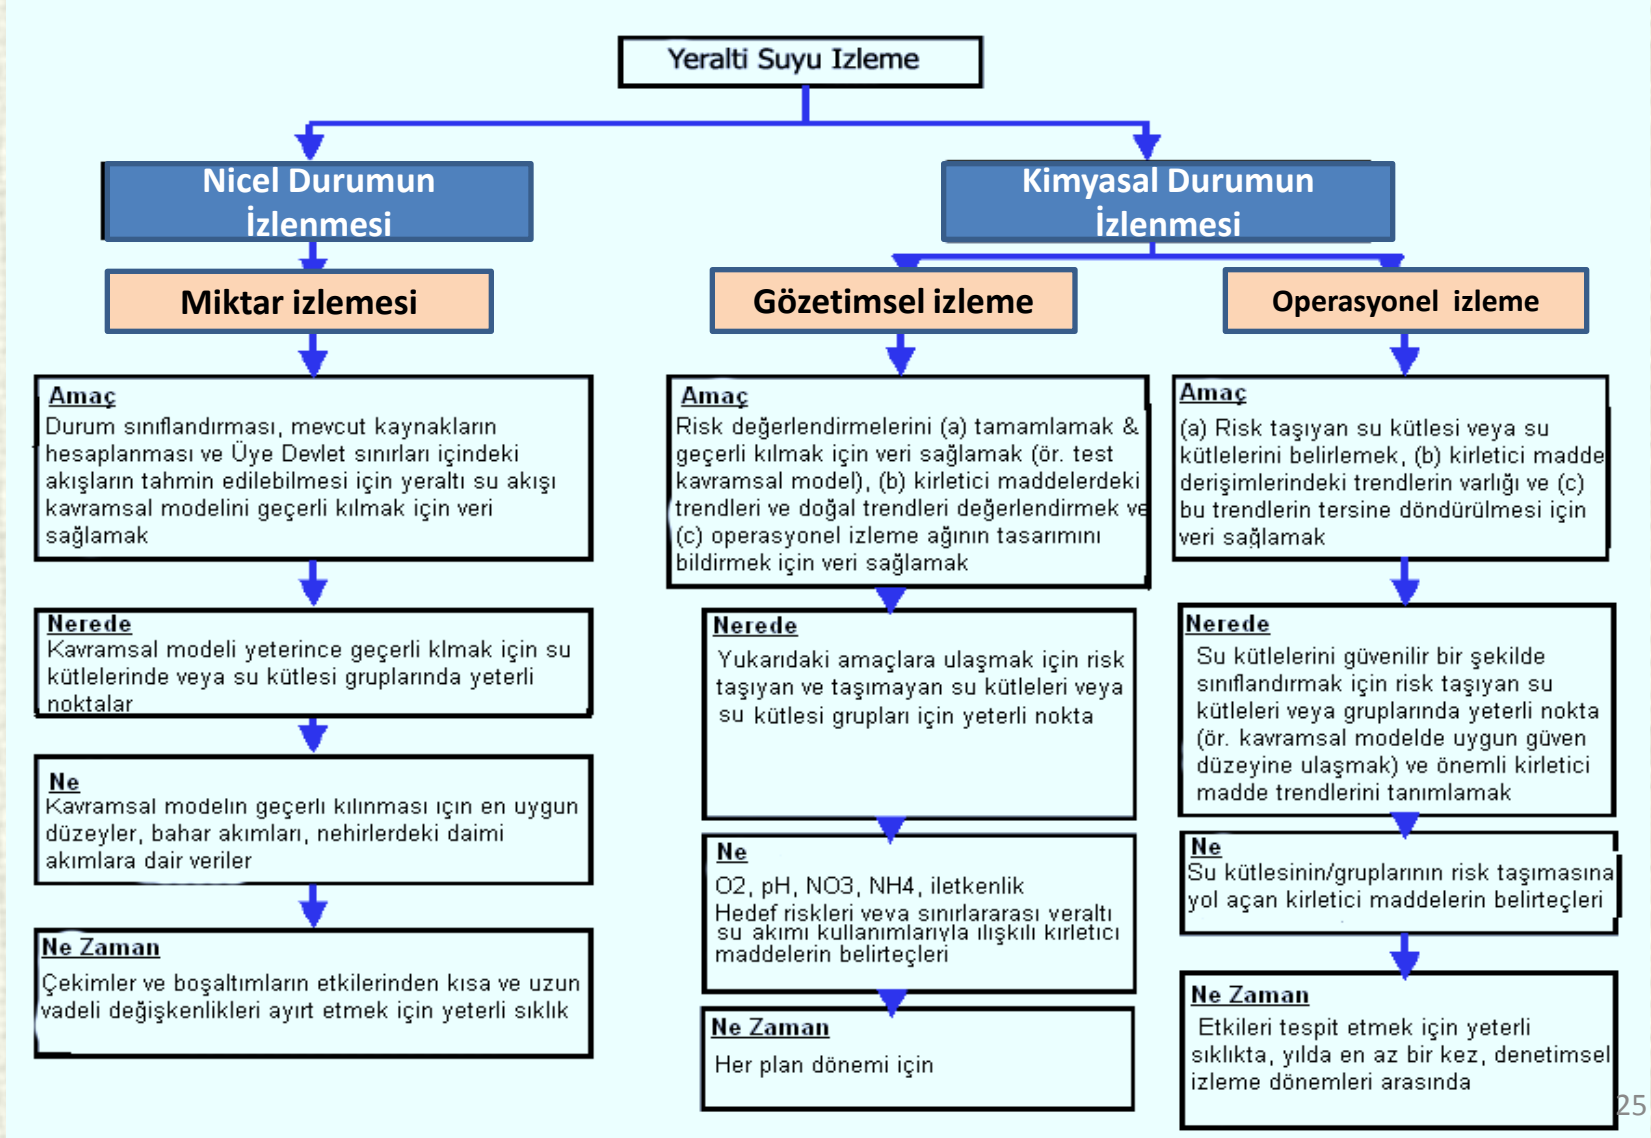 Yeralti Suyu Izleme
Nicel Durumun
İzlenmesi
Miktar izlemesi
Amaç
Durum sınıflandırması, mevcut kaynakların
hesaplanması ve Üye Devlet sınırları içindeki
akışların tahmin edilebilmesi için yeraltı su akışı
kavramsal modelini geçerli kılmak için veri
sağlamak
Nerede
Kavramsal modeli yeterince geçerli klmak için su
kütlelerinde veya su kütlesi gruplarında yeterli
noktalar
Ne
Kavramsal modelin geçerli kılınması için en uygun
düzeyler, bahar akımları, nehirlerdeki daimi
akımlara dair veriler
Ne Zaman
Çekimler ve boşaltımların etkilerinden kısa ve uzun
vadeli değişkenlikleri ayırt etmek için yeterli sıklık
Kimyasal Durumun
İzlenmesi
Gözetimsel izleme
Amaç
Risk değerlendirmelerini (a) tamamlamak &
geçerli kılmak için veri sağlamak (ör. test
kavramsal model), (b) kirletici maddelerdeki
trendleri ve doğal trendleri değerlendirmek ve
(c) operasyonel izleme ağının tasarımını
bildirmek için veri sağlamak
Nerede
Yukarıdaki amaçlara ulaşmak için risk
taşıyan ve taşımayan su kütleleri veya
su kütlesi grupları için yeterli nokta
Ne
O2, pH, NO3, NH4, iletkenlik
Hedef riskleri veya sınırlararası yeraltı
su akımı kullanımlarıyla ilişkili kirletici
maddelerin belirteçleri
Ne Zaman
Her plan dönemi için
Operasyonel izleme
Amaç
(a) Risk taşıyan su kütlesi veya su
kütlelerini belirlemek, (b) kirletici madde
derişimlerindeki trendlerin varlığı ve (c)
bu trendlerin tersine döndürülmesi için
veri sağlamak
Nerede
Su kütlelerini güvenilir bir şekilde
sınıflandırmak için risk taşıyan su
kütleleri veya gruplarında yeterli nokta
(ör. kavramsal modelde uygun güven
düzeyine ulaşmak) ve önemli kirletici
madde trendlerini tanımlamak
Ne
Su kütlesinin/gruplarının risk taşımasına
yol açan kirletici maddelerin belirteçleri
Ne Zaman
Etkileri tespit etmek için yeterli
sıklıkta, yılda en az bir kez, denetimsel
izleme dönemleri arasında
25